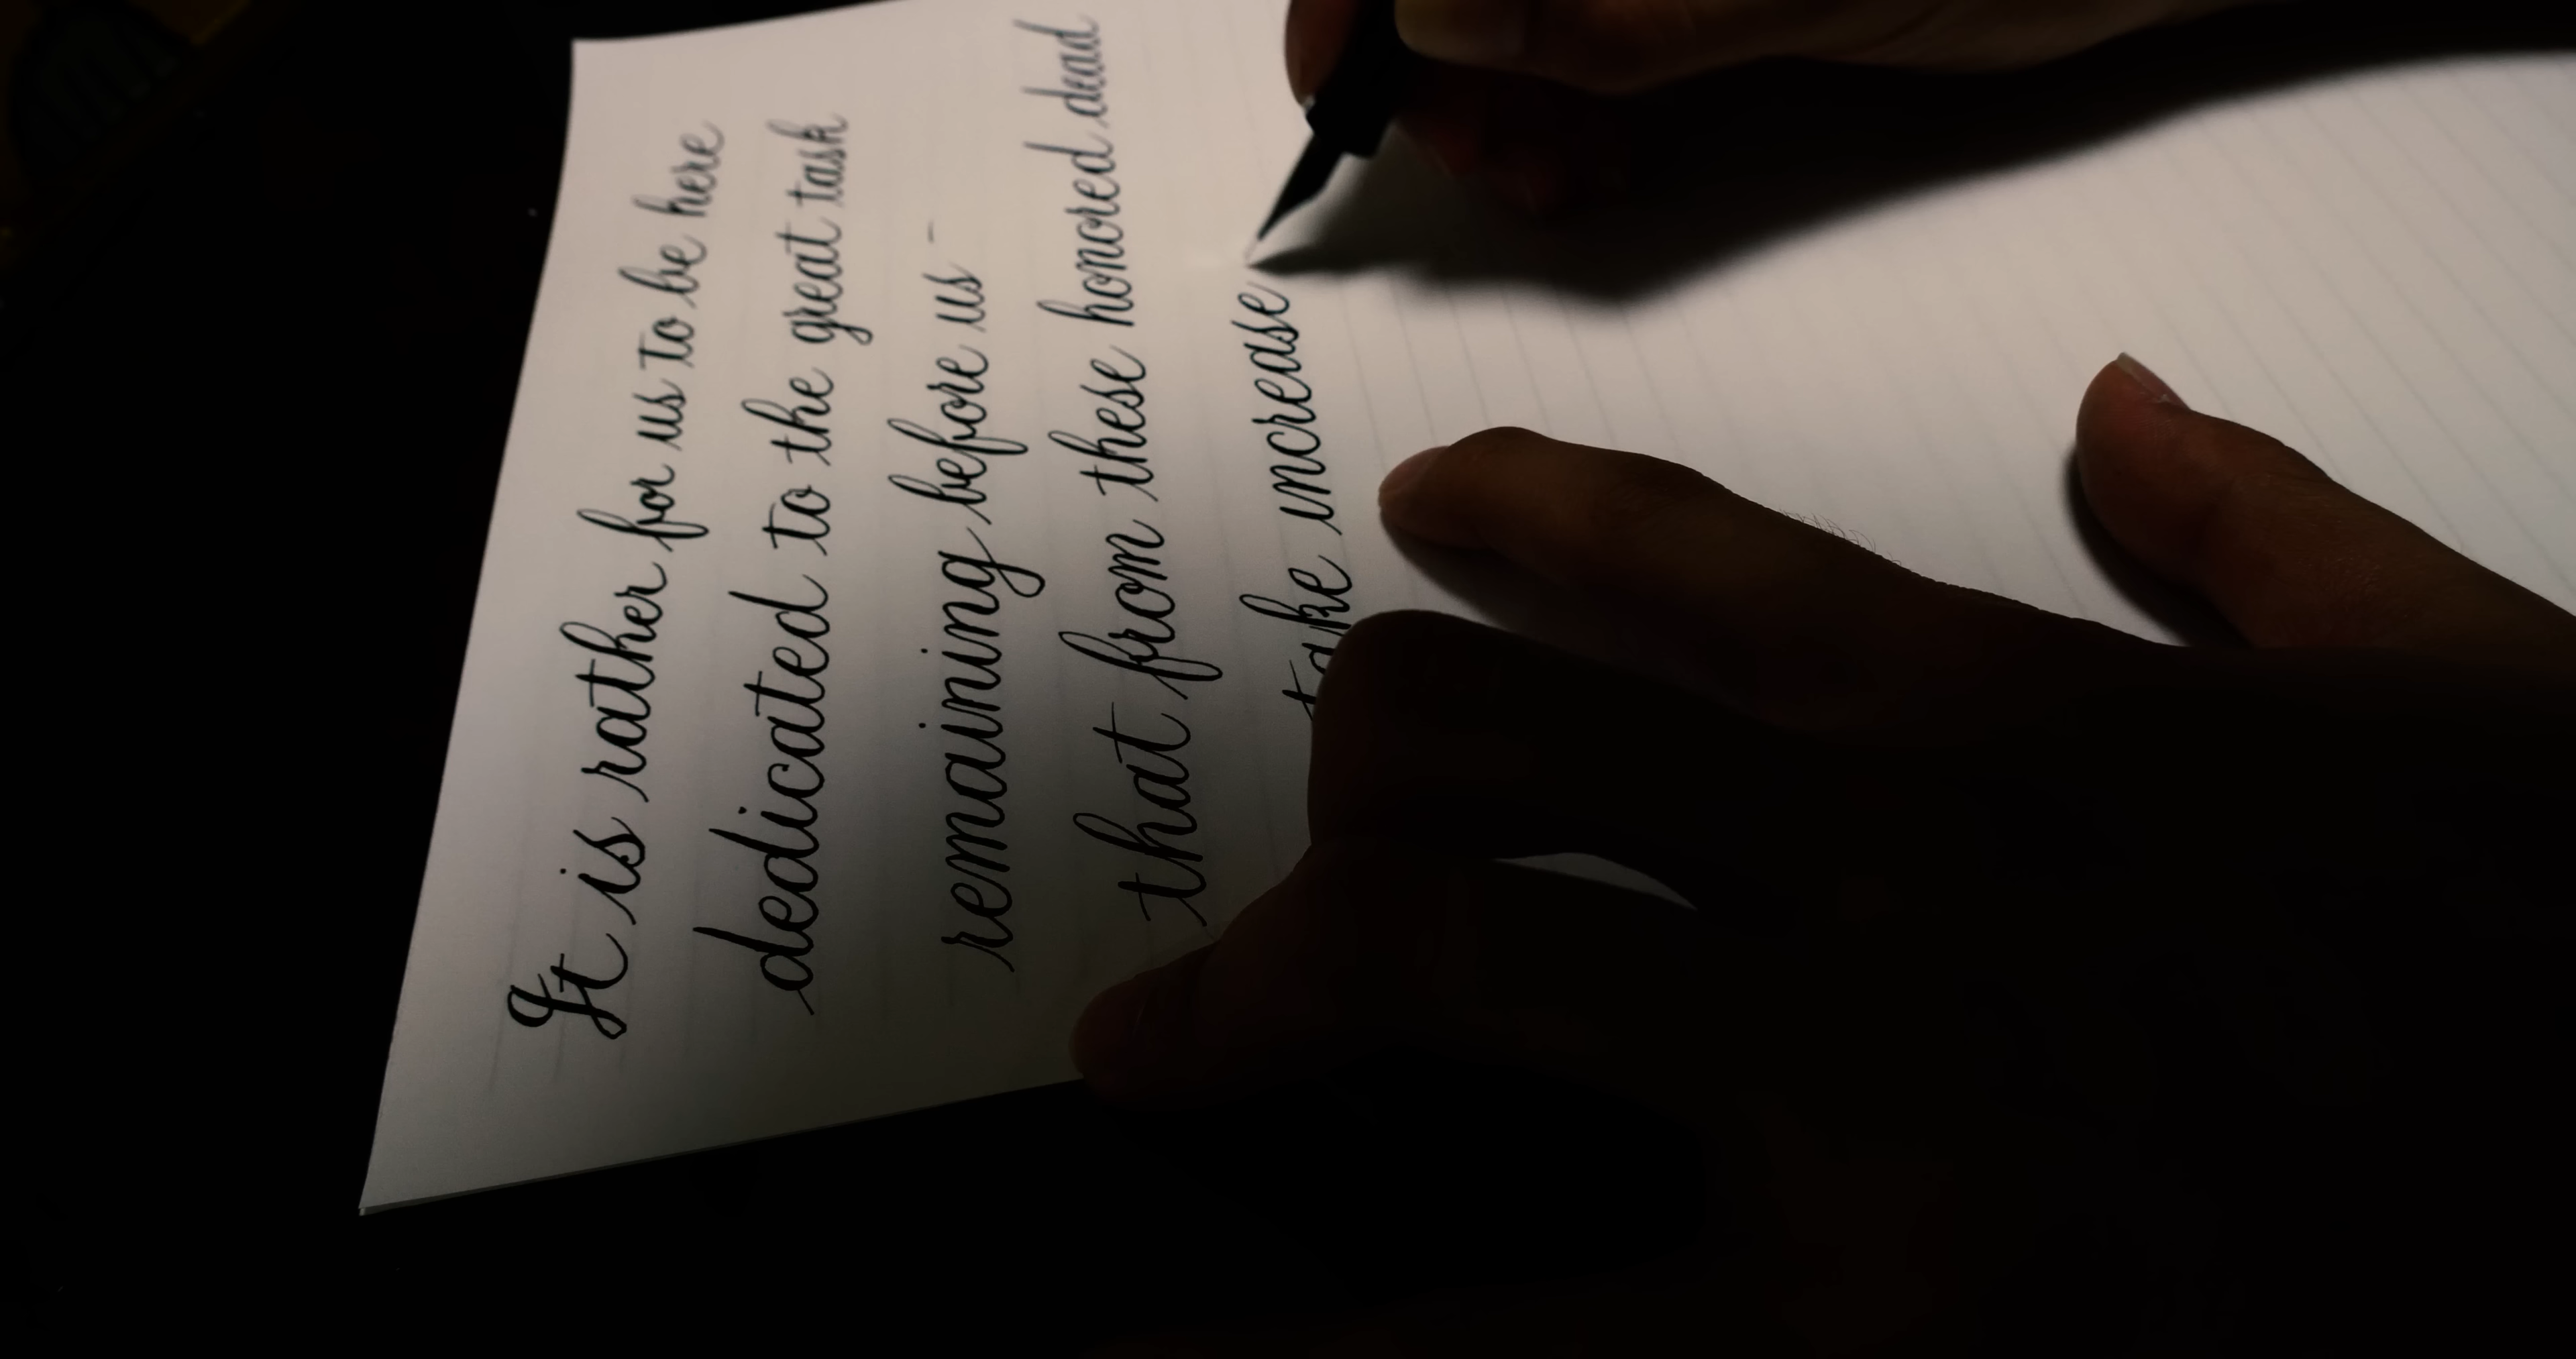 It is rather for us to be here
dedicated to the great task
remaining before us –
that from these honored dead
take increase